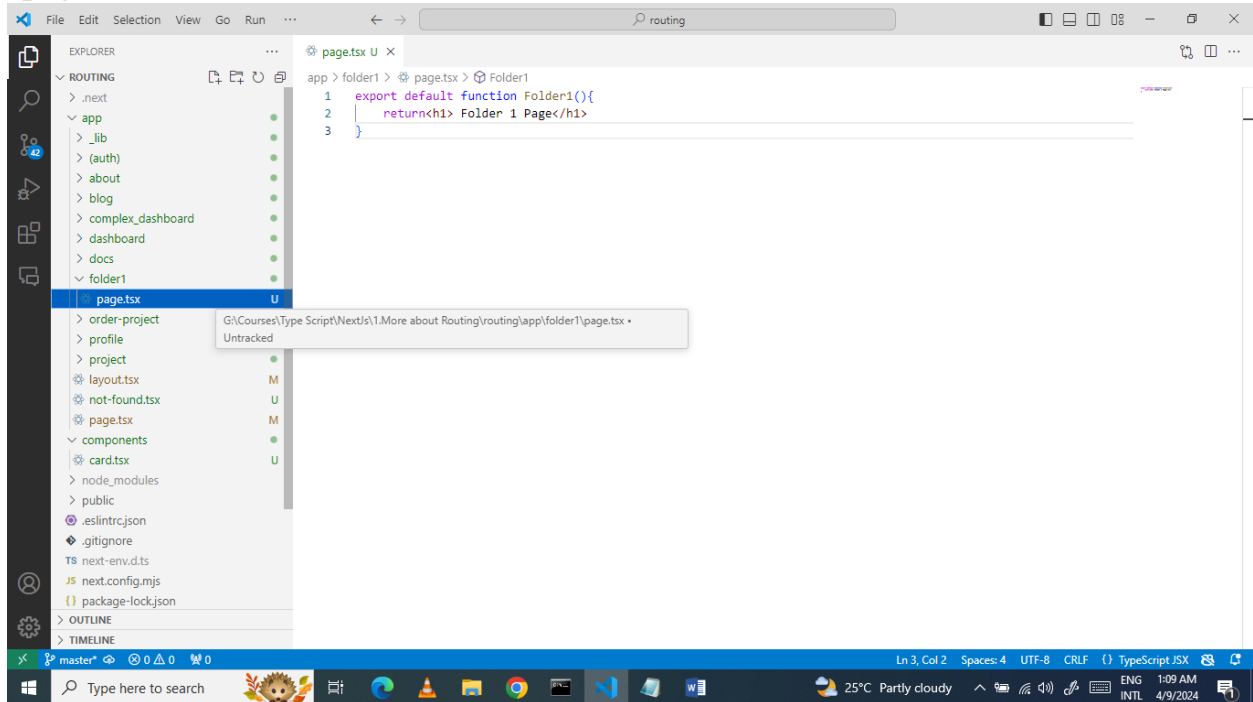 File Edit Selection View Go Run ··· routing
EXPLORER ···
ROUTING
.next
app
_lib
(auth)
about
blog
complex_dashboard
dashboard
docs
folder1
page.tsx U
order-project
profile
project
layout.tsx M
not-found.tsx U
page.tsx M
components
card.tsx U
node_modules
public
.eslintrc.json
.gitignore
TS next-env.d.ts
JS next.config.mjs
{} package-lock.json
OUTLINE
TIMELINE
page.tsx U ×
app > folder1 > page.tsx > Folder1
1 export default function Folder1(){
2 return<h1> Folder 1 Page</h1>
3 }
G:\Courses\Type Script\NextJs\1.More about Routing\routing\app\folder1\page.tsx •
Untracked
42
master* 0 0 0 Ln 3, Col 2 Spaces: 4 UTF-8 CRLF {} TypeScript JSX
Type here to search 25°C Partly cloudy ENG 1:09 AM
INTL 4/9/2024
1